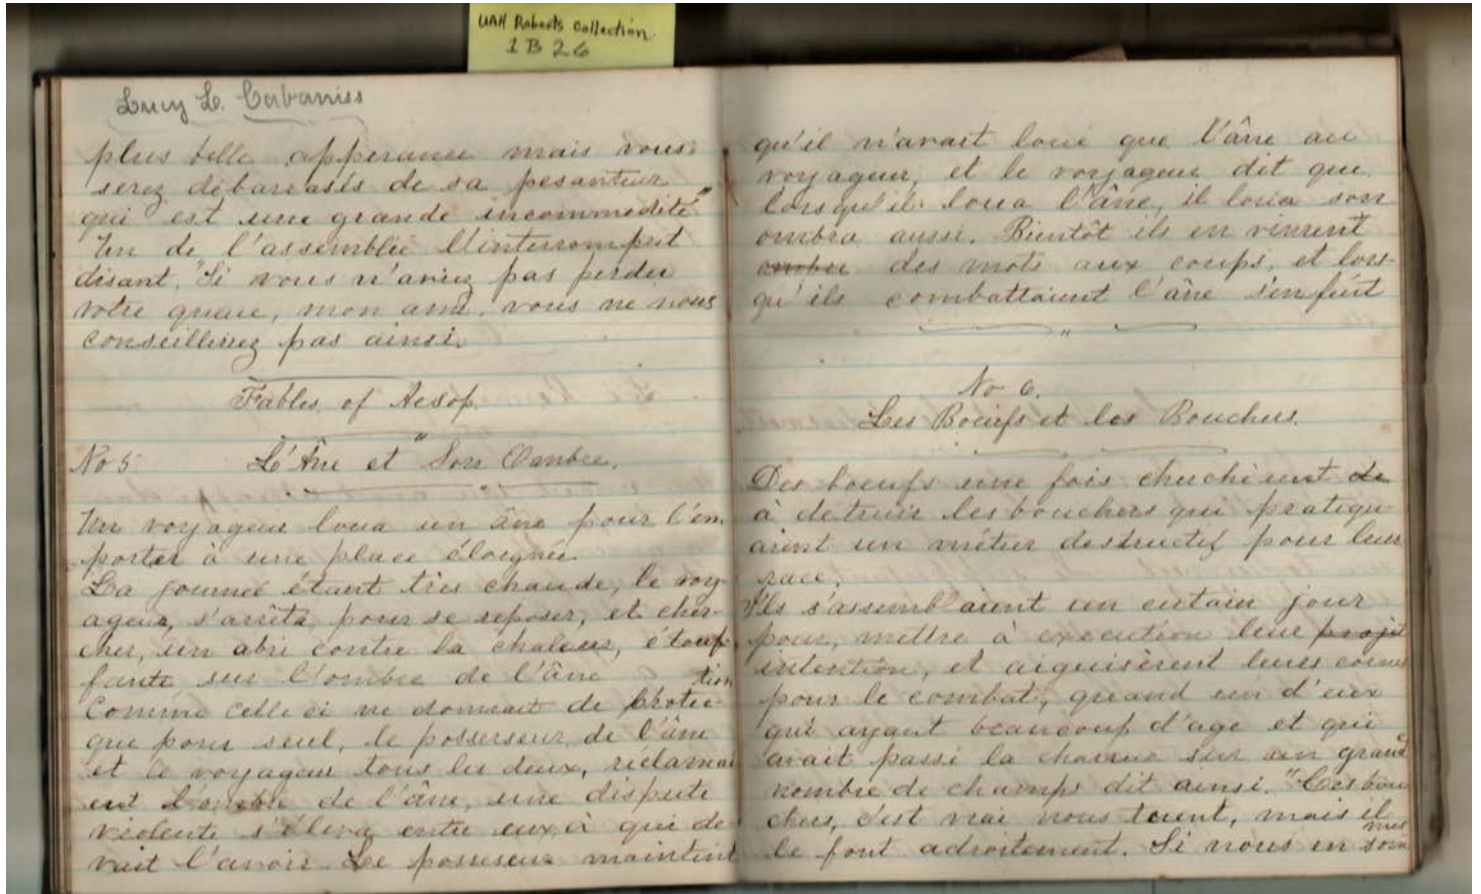 UAH Roberts Collection
1 B 26
Lucy L. Cabaniss
plus belle apperance mais vous
serez débarrasés de sa pesanteur
qui est une grande incommodité"
Un de l'assemblée l'interrompit
disant, "Si vous n'aviez pas perdu
votre queue, mon ami, vous ne nous
conseilleriez pas ainsi.
Fables of Aesop.
No 5 L'Âne et Son Ombre.
Un voyageur loua un âne pour l'em
porter à une place éloignée.
La journée étant très chaude, le voy-
ageur, s'arrêta pour se reposer, et cher-
cher, un abri contre la chaleur, étouf-
fante sur l'ombre de l'âne
Comme celle ci ne donnait de protec-tion
que pour seul, le possesseur de l'âne
et le voyageur tous les deux, réclamai
ent l'ombre de l'âne, une dispute
violente s'éleva entre eux à qui de
vait l'avoir. Le possesseur maintint
qu'il n'avait loué que l'âne au
voyageur, et le voyageur dit que
lorsqu'il loua l'âne, il loua son
ombre aussi. Bientôt ils en vinrent
des mots aux coups, et lors-
qu'ils combattaient l'âne s'enfuit
No 6.
Les Boeufs et les Bouchers.
Des boeufs une fois cherchèrent de
à detruir les bouchers qui pratiqu
aient un métier destructif pour leur
race.
Ils s'assemblaient un certain jour
pour, mettre à execution leur projet
intention, et aiguisèrent leurs cornes
pour le combat, quand un d'eux
qui ayant beaucoup d'age et qui
avait passé la charrue sur un grand
nombre de champs dit ainsi. "Ces bou
chers, c'est vrai nous tuent, mais il
le font adroitement. Si nous en som mes